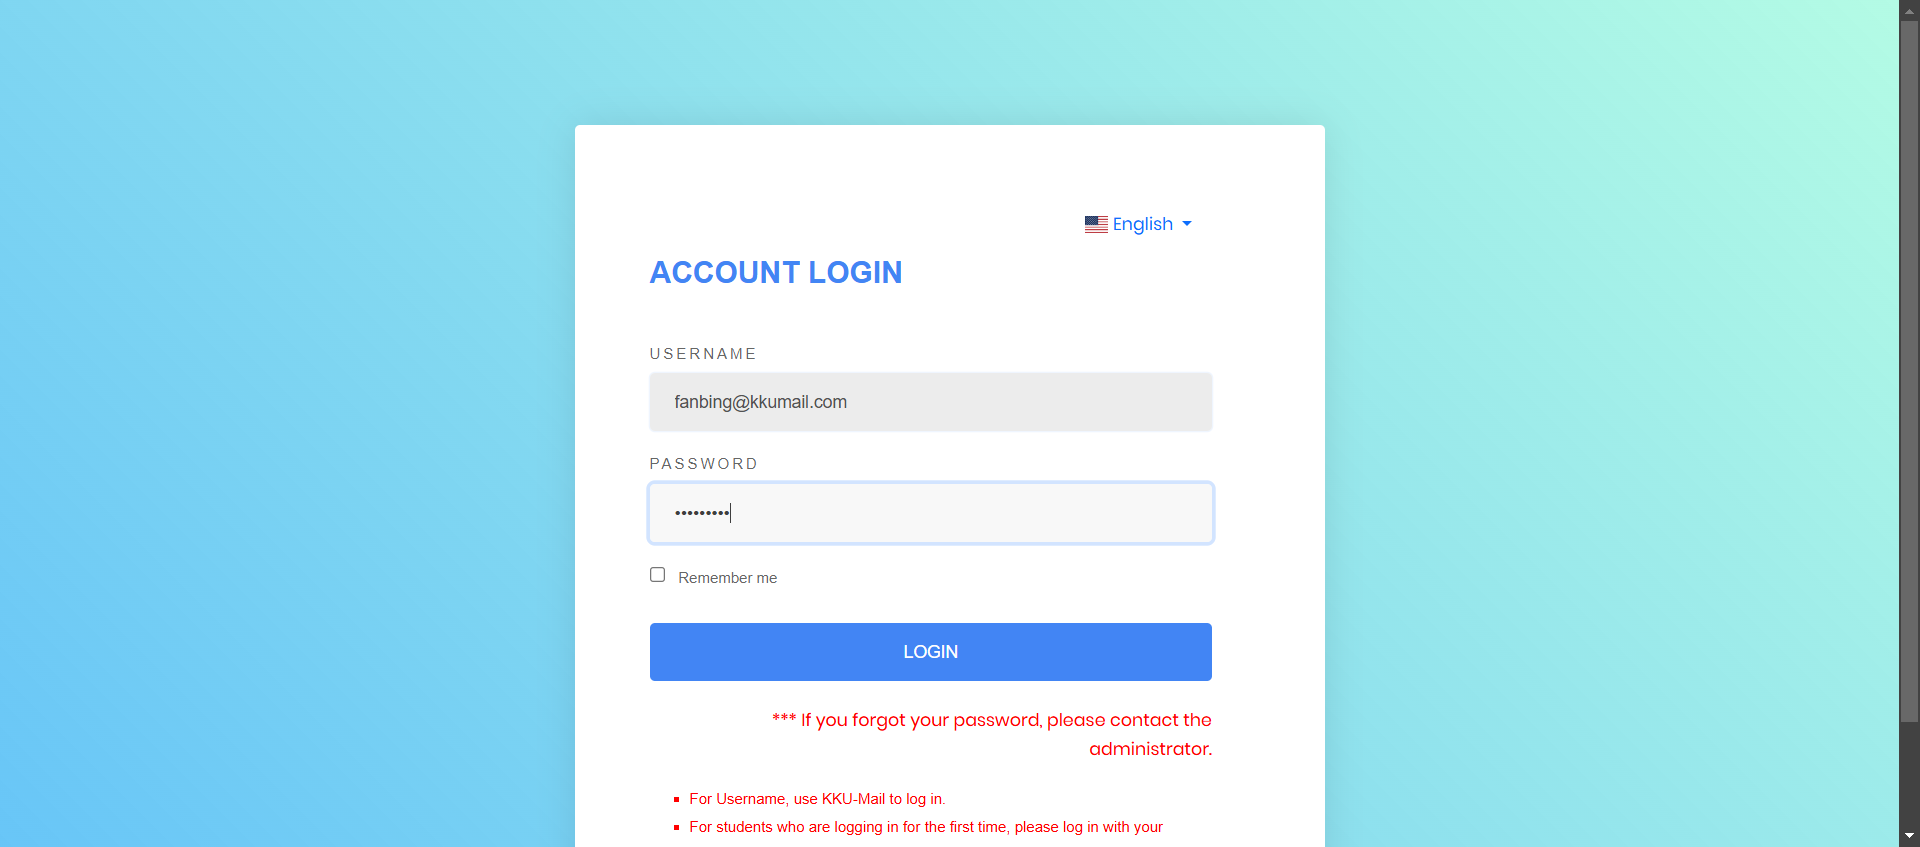 English
ACCOUNT LOGIN
USERNAME
fanbing@kkumail.com
PASSWORD
•••••••••
Remember me
LOGIN
*** If you forgot your password, please contact the
administrator.
For Username, use KKU-Mail to log in.
For students who are logging in for the first time, please log in with your